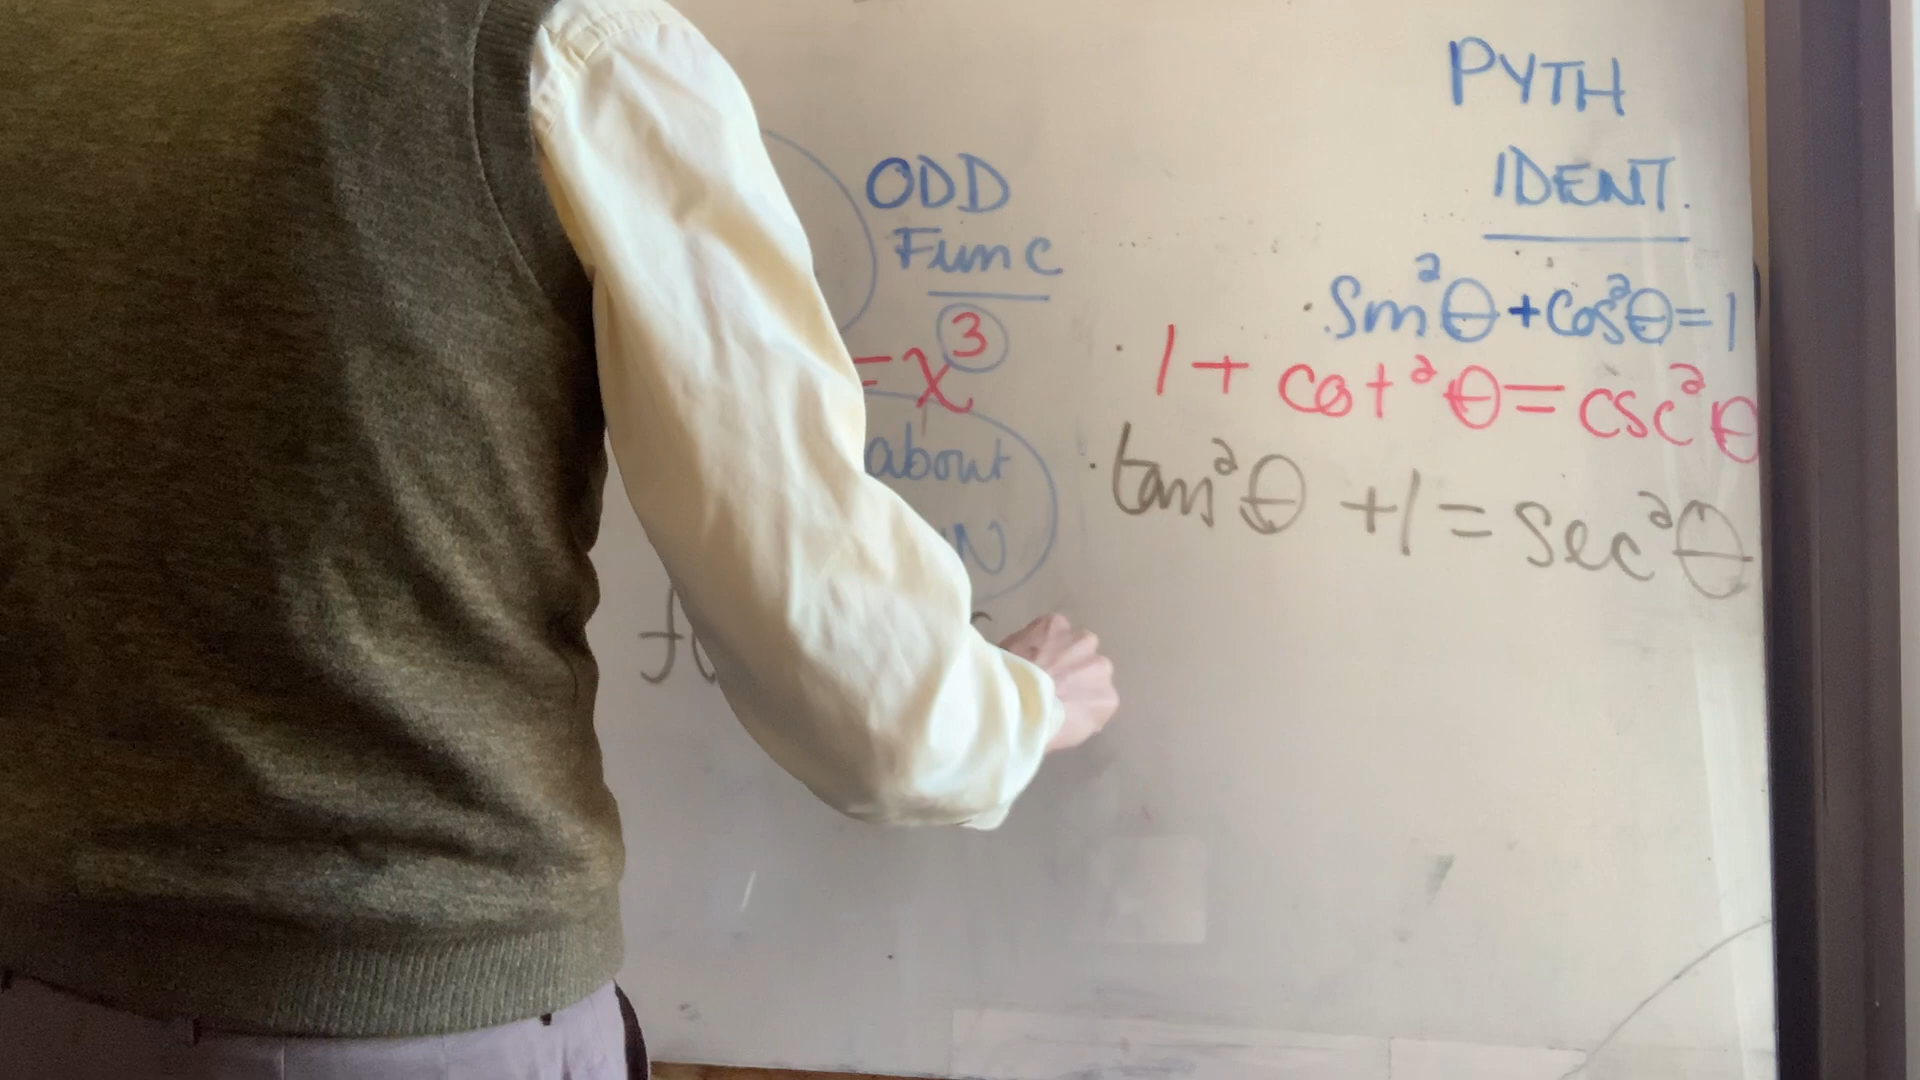 ODD
Func
= x³
about
PYTH
IDENT.
sin²θ + cos²θ = 1
1 + cot²θ = csc²θ
tan²θ + 1 = sec²θ